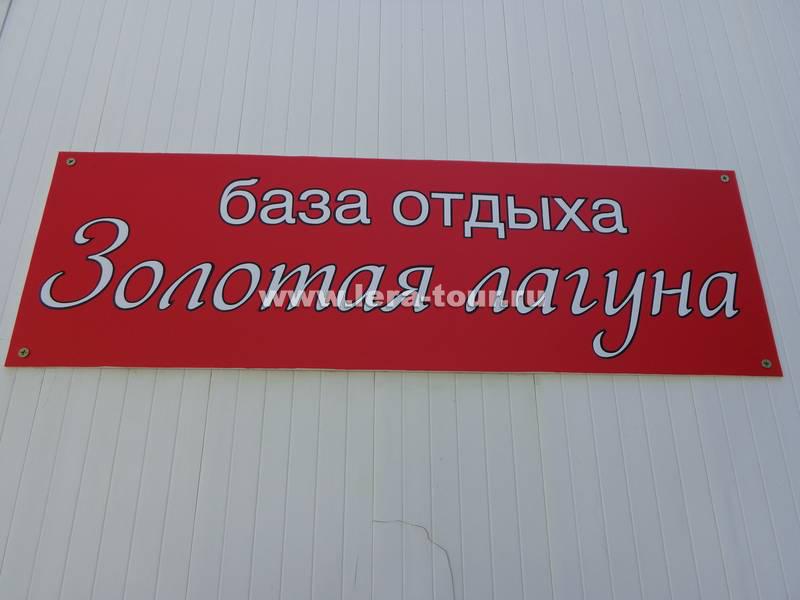 база отдыха
Золотая лагуна
www.lera-tour.ru